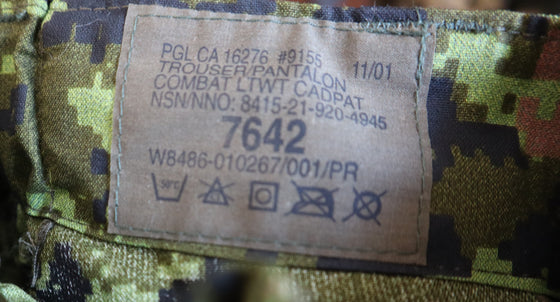 PGL CA 16276 #9155 11/01
TROUSER/PANTALON
COMBAT LTWT CADPAT
NSN/NNO: 8415-21-920-4945
7642
W8486-010267/001/PR
50°C